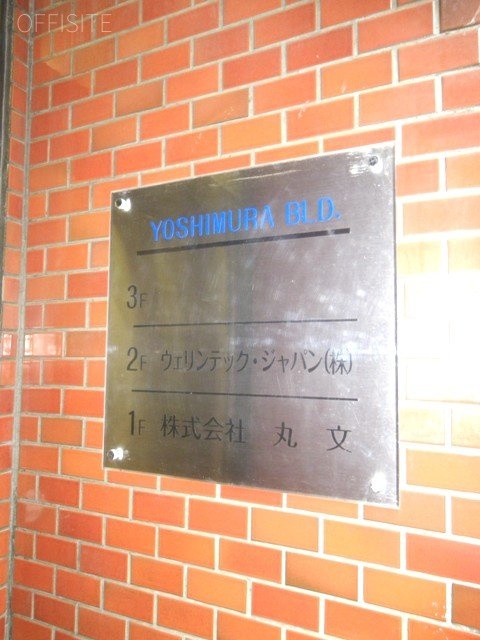 OFFISITE
YOSHIMURA BLD.
3F
2F ウェリンテック・ジャパン(株)
1F 株式会社 丸文